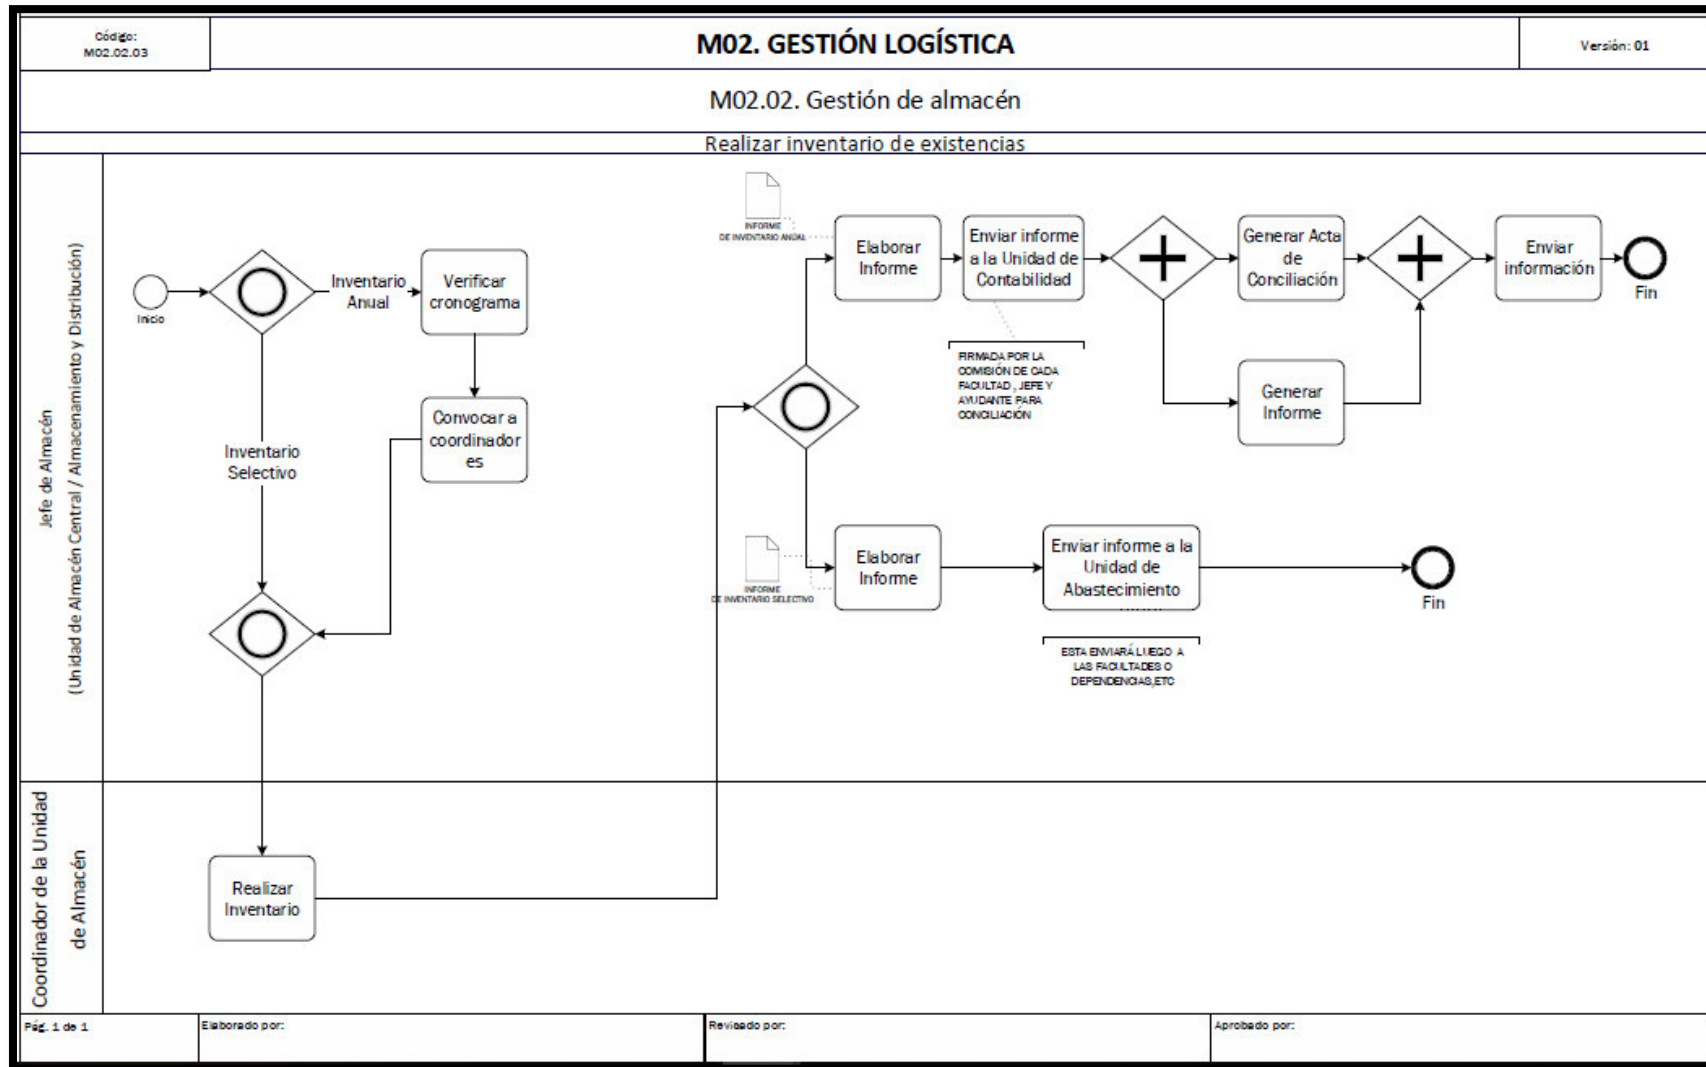 Código:
M02.02.03
M02. GESTIÓN LOGÍSTICA
Versión: 01
M02.02. Gestión de almacén
Realizar inventario de existencias
Jefe de Almacén
(Unidad de Almacén Central / Almacenamiento y Distribución)
Inicio
Inventario
Anual
Verificar
cronograma
Convocar a
coordinador
es
Inventario
Selectivo
INFORME
DE INVENTARIO ANUAL
Elaborar
Informe
Enviar informe
a la Unidad de
Contabilidad
FIRMADA POR LA
COMISIÓN DE CADA
FACULTAD , JEFE Y
AYUDANTE PARA
CONCILIACIÓN
Generar Acta
de
Conciliación
Generar
Informe
Enviar
información
Fin
INFORME
DE INVENTARIO SELECTIVO
Elaborar
Informe
Enviar informe a la
Unidad de
Abastecimiento
ESTA ENVIARÁ LUEGO A
LAS FACULTADES O
DEPENDENCIAS,ETC
Fin
Coordinador de la Unidad
de Almacén
Realizar
Inventario
Pág. 1 de 1
Elaborado por:
Revisado por:
Aprobado por: